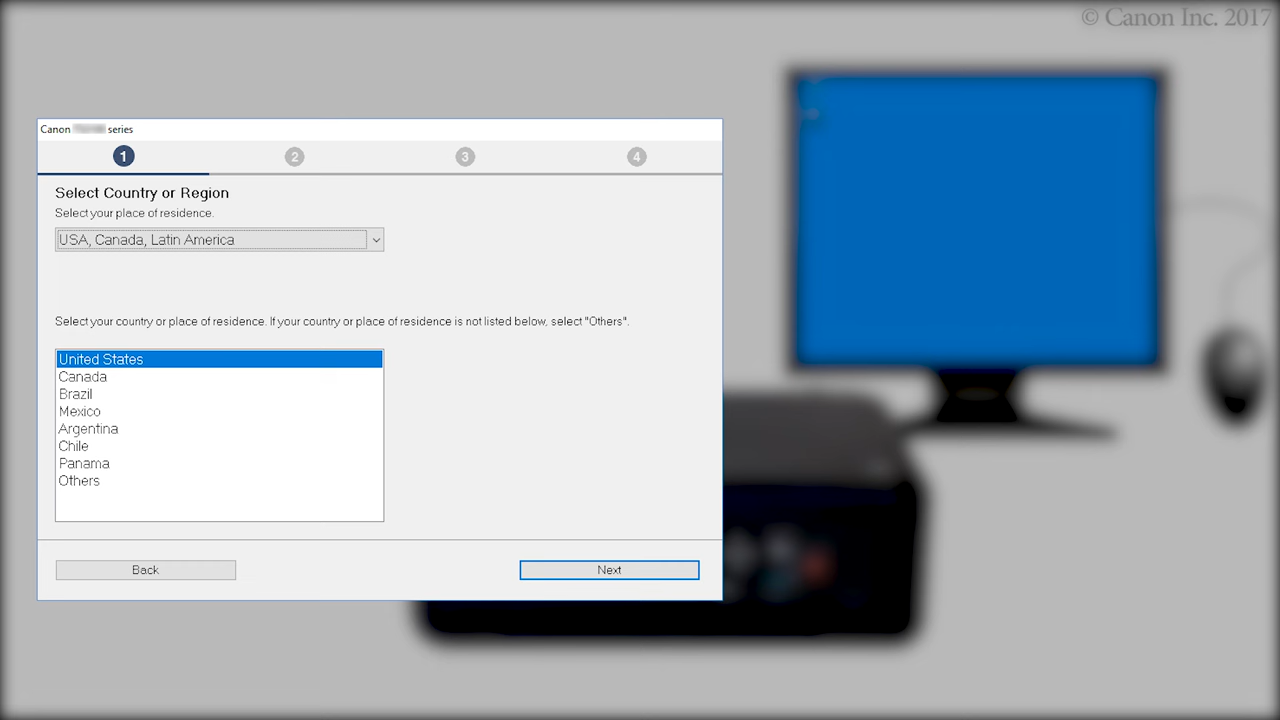 © Canon Inc. 2017
Canon series
1
2
3
4
Select Country or Region
Select your place of residence.
USA, Canada, Latin America
Select your country or place of residence. If your country or place of residence is not listed below, select "Others".
United States
Canada
Brazil
Mexico
Argentina
Chile
Panama
Others
Back
Next